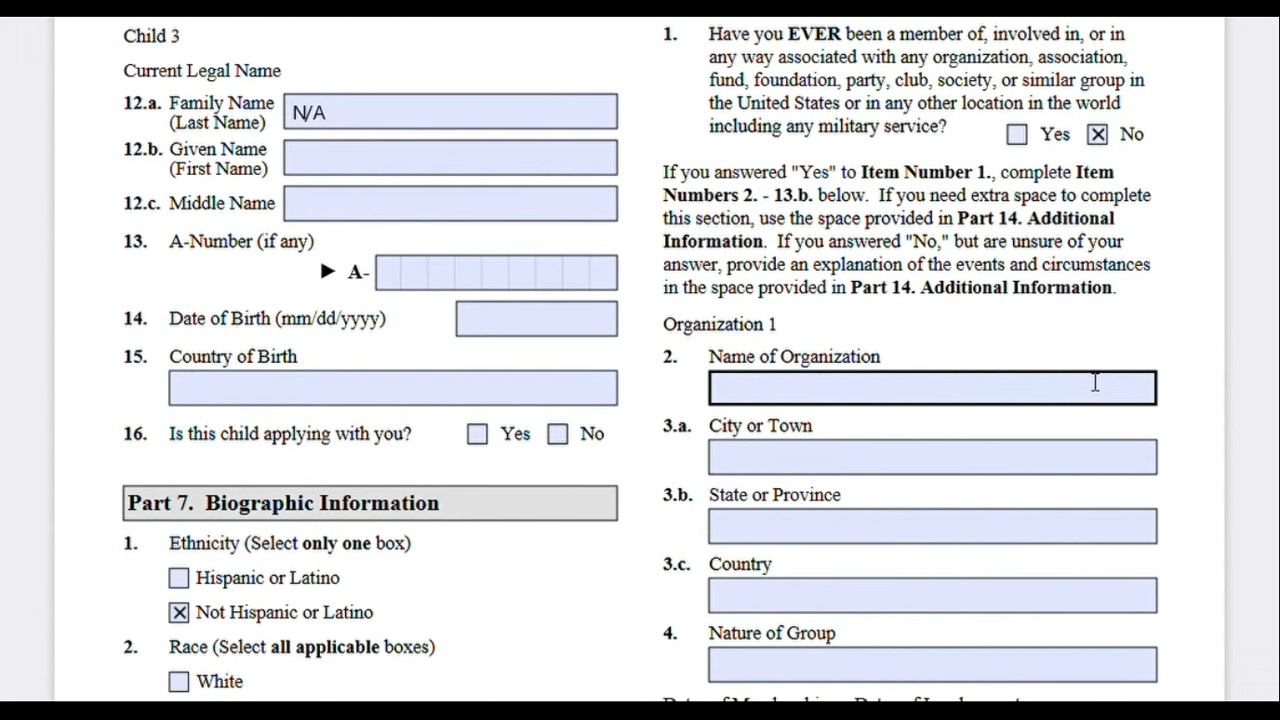 Child 3
Current Legal Name
12.a. Family Name
(Last Name)
N/A
12.b. Given Name
(First Name)
12.c. Middle Name
13. A-Number (if any)
► A-
14. Date of Birth (mm/dd/yyyy)
15. Country of Birth
16. Is this child applying with you? Yes No
Part 7. Biographic Information
1. Ethnicity (Select only one box)
Hispanic or Latino
Not Hispanic or Latino
2. Race (Select all applicable boxes)
White
1. Have you EVER been a member of, involved in, or in
any way associated with any organization, association,
fund, foundation, party, club, society, or similar group in
the United States or in any other location in the world
including any military service?
Yes No
If you answered "Yes" to Item Number 1., complete Item
Numbers 2. - 13.b. below. If you need extra space to complete
this section, use the space provided in Part 14. Additional
Information. If you answered "No," but are unsure of your
answer, provide an explanation of the events and circumstances
in the space provided in Part 14. Additional Information.
Organization 1
2. Name of Organization
3.a. City or Town
3.b. State or Province
3.c. Country
4. Nature of Group